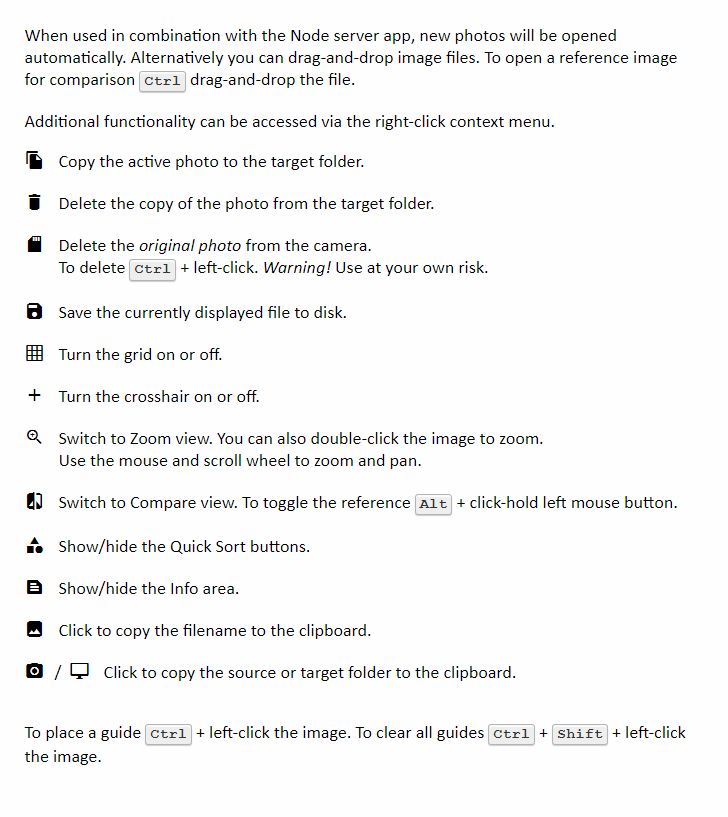 When used in combination with the Node server app, new photos will be opened
automatically. Alternatively you can drag-and-drop image files. To open a reference image
for comparison Ctrl drag-and-drop the file.
Additional functionality can be accessed via the right-click context menu.
Copy the active photo to the target folder.
Delete the copy of the photo from the target folder.
Delete the original photo from the camera.
To delete Ctrl + left-click. Warning! Use at your own risk.
Save the currently displayed file to disk.
Turn the grid on or off.
Turn the crosshair on or off.
Switch to Zoom view. You can also double-click the image to zoom.
Use the mouse and scroll wheel to zoom and pan.
Switch to Compare view. To toggle the reference Alt + click-hold left mouse button.
Show/hide the Quick Sort buttons.
Show/hide the Info area.
Click to copy the filename to the clipboard.
/ Click to copy the source or target folder to the clipboard.
To place a guide Ctrl + left-click the image. To clear all guides Ctrl + Shift + left-click
the image.